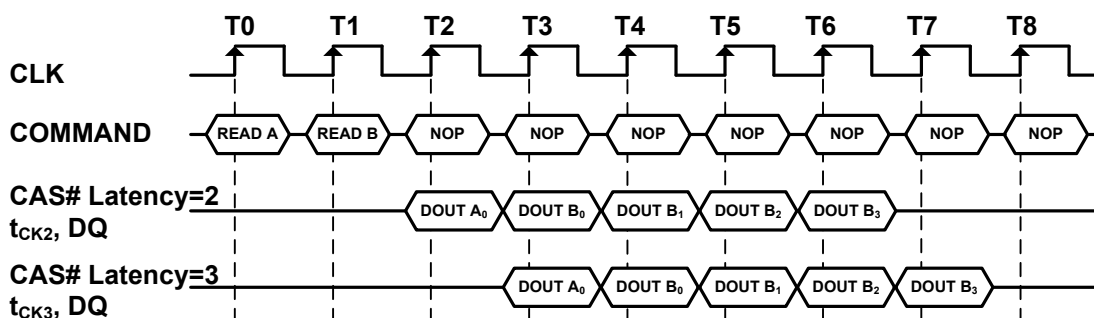 T0 T1 T2 T3 T4 T5 T6 T7 T8
CLK
COMMAND READ A READ B NOP NOP NOP NOP NOP NOP NOP
CAS# Latency=2
tCK2, DQ DOUT A0 DOUT B0 DOUT B1 DOUT B2 DOUT B3
CAS# Latency=3
tCK3, DQ DOUT A0 DOUT B0 DOUT B1 DOUT B2 DOUT B3